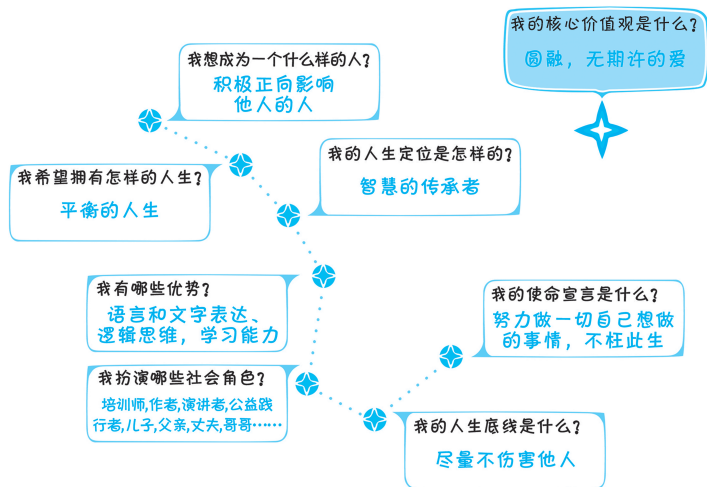 我的核心价值观是什么？
圆融，无期许的爱
我想成为一个什么样的人？
积极正向影响
他人的人
我的人生定位是怎样的？
智慧的传承者
我希望拥有怎样的人生？
平衡的人生
我有哪些优势？
语言和文字表达、
逻辑思维，学习能力
我的使命宣言是什么？
努力做一切自己想做
的事情，不枉此生
我扮演哪些社会角色？
培训师,作者,演讲者,公益践
行者,儿子,父亲,丈夫,哥哥……
我的人生底线是什么？
尽量不伤害他人